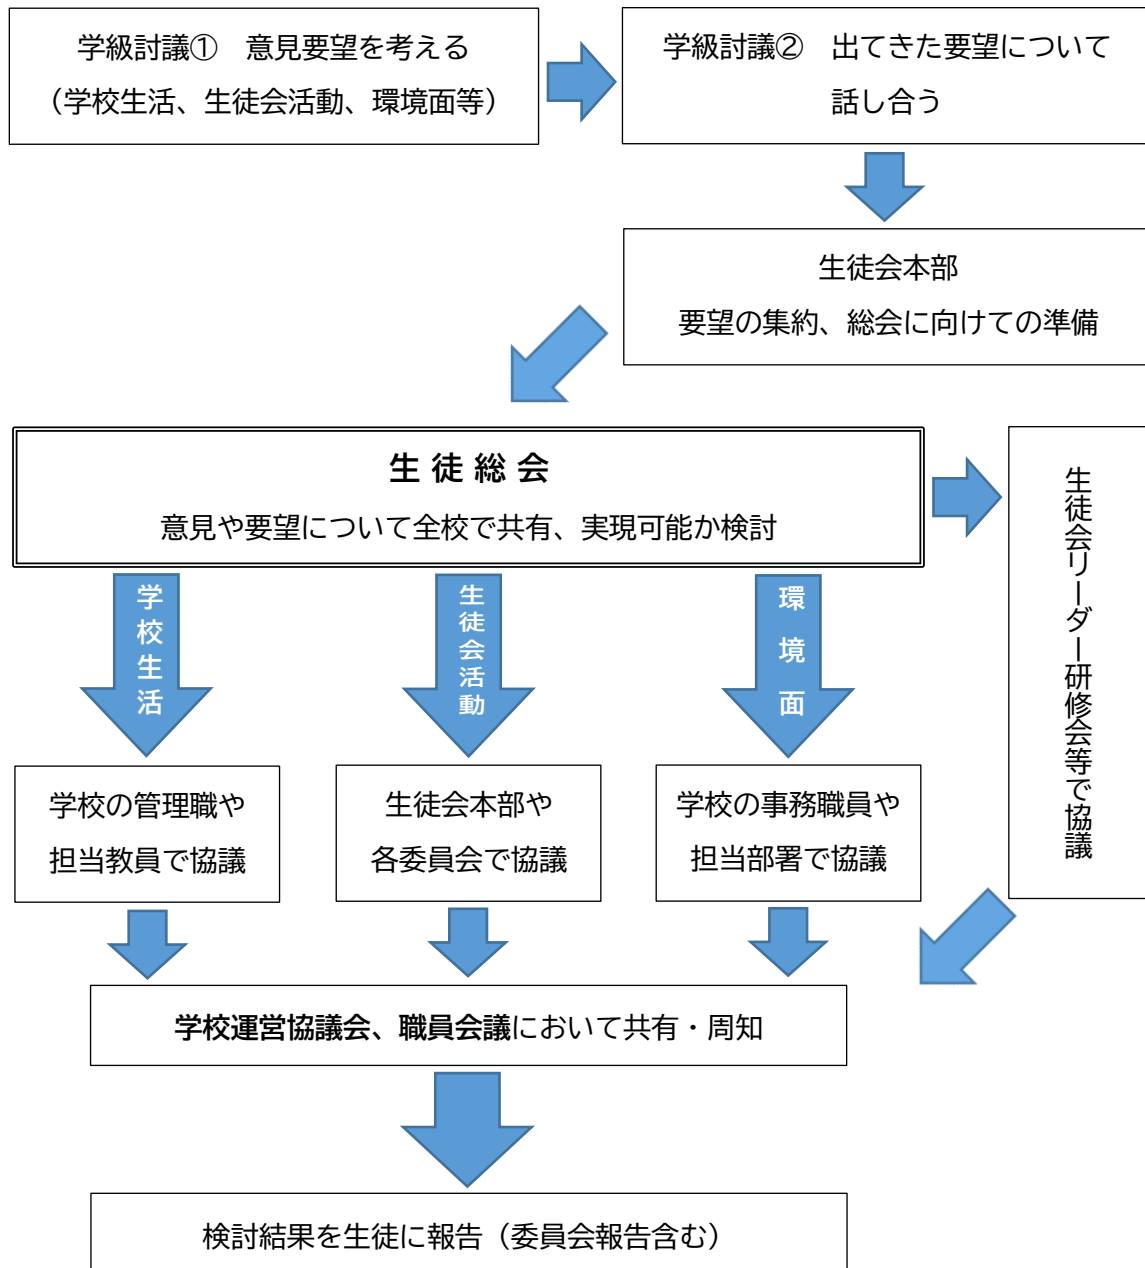 学級討議①　意見要望を考える
（学校生活、生徒会活動、環境面等）
学級討議②　出てきた要望について
話し合う
生徒会本部
要望の集約、総会に向けての準備
生 徒 総 会
意見や要望について全校で共有、実現可能か検討
生徒会リーダー研修会等で協議
学校生活
生徒会活動
環境面
学校の管理職や
担当教員で協議
生徒会本部や
各委員会で協議
学校の事務職員や
担当部署で協議
学校運営協議会、職員会議において共有・周知
検討結果を生徒に報告（委員会報告含む）